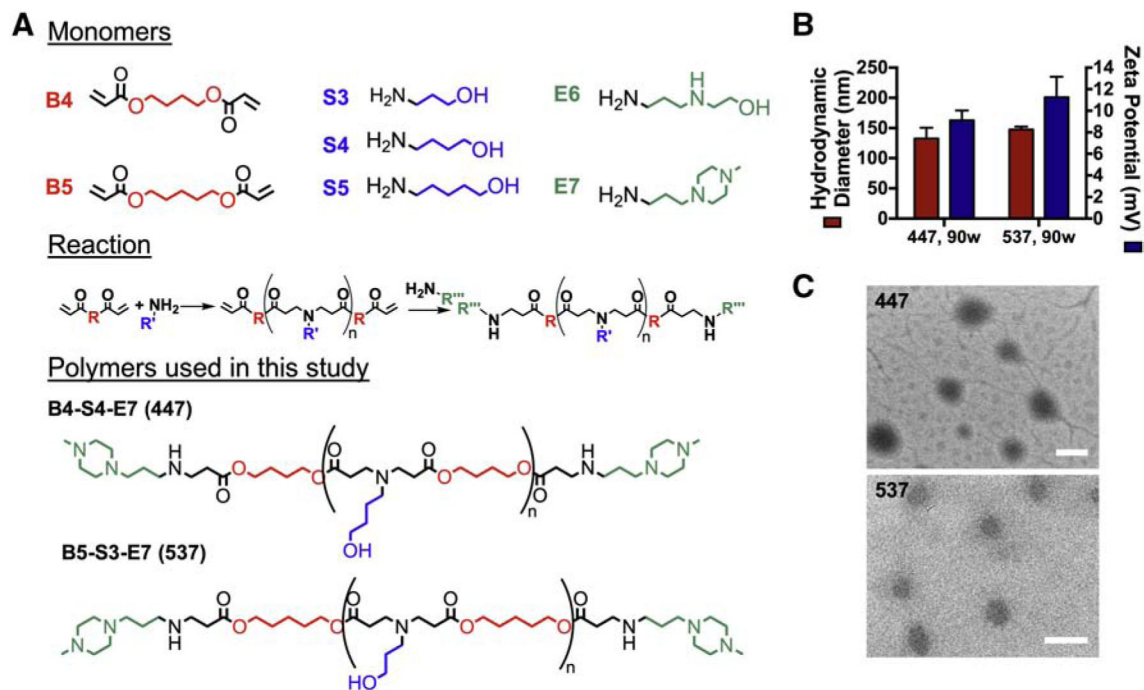 A
Monomers
B4
O
O
O
O
S3
H₂N
OH
E6
H₂N
H
N
OH
S4
H₂N
OH
B5
O
O
O
O
S5
H₂N
OH
E7
H₂N
N
N
Reaction
O
O
R
+ NH₂
R'
O
R
O
N
R'
O
n
R
O
H₂N
R'''
R'''
N
H
O
R
O
N
R'
O
n
R
O
N
H
R'''
Polymers used in this study
B4-S4-E7 (447)
N
N
H
N
O
O
O
O
N
OH
O
O
O
n
O
H
N
N
N
B5-S3-E7 (537)
N
N
N
H
O
O
O
O
N
HO
O
O
O
n
O
N
H
N
N
B
Hydrodynamic
Diameter (nm)
250
200
150
100
50
0
14
12
10
8
6
4
2
0
Zeta Potential (mV)
447, 90w
537, 90w
C
447
537